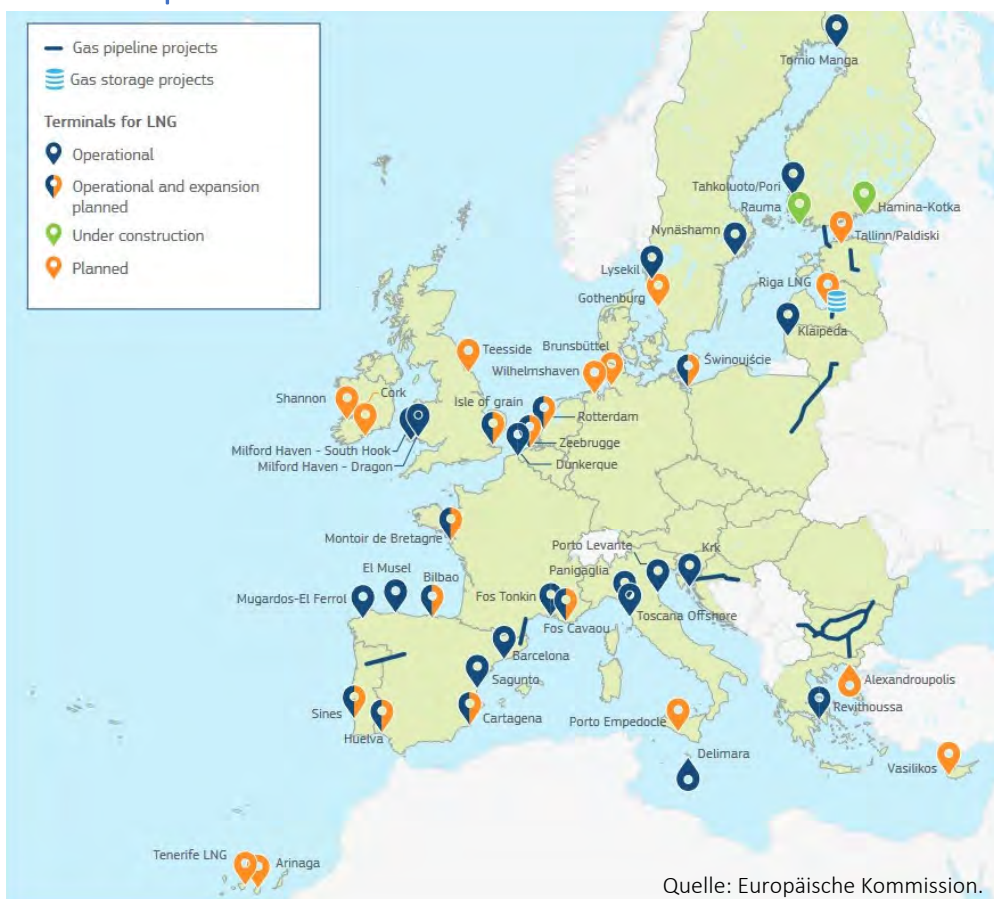 Gas pipeline projects
Gas storage projects
Terminals for LNG
Operational
Operational and expansion
planned
Under construction
Planned
Tornio Manga
Tahkoluoto/Pori
Rauma
Hamina-Kotka
Nynäshamn
Tallinn/Paldiski
Lysekil
Gothenburg
Riga LNG
Klaipeda
Teesside
Brunsbüttel
Wilhelmshaven
Świnoujście
Shannon
Cork
Isle of grain
Rotterdam
Milford Haven - South Hook
Milford Haven - Dragon
Zeebrugge
Dunkerque
Montoir de Bretagne
Porto Levante
Krk
El Musel
Bilbao
Panigaglia
Mugardos-El Ferrol
Fos Tonkin
Fos Cavaou
Toscana Offshore
Barcelona
Sagunto
Alexandroupolis
Sines
Huelva
Cartagena
Porto Empedocle
Revithoussa
Delimara
Vasilikos
Tenerife LNG
Arinaga
Quelle: Europäische Kommission.